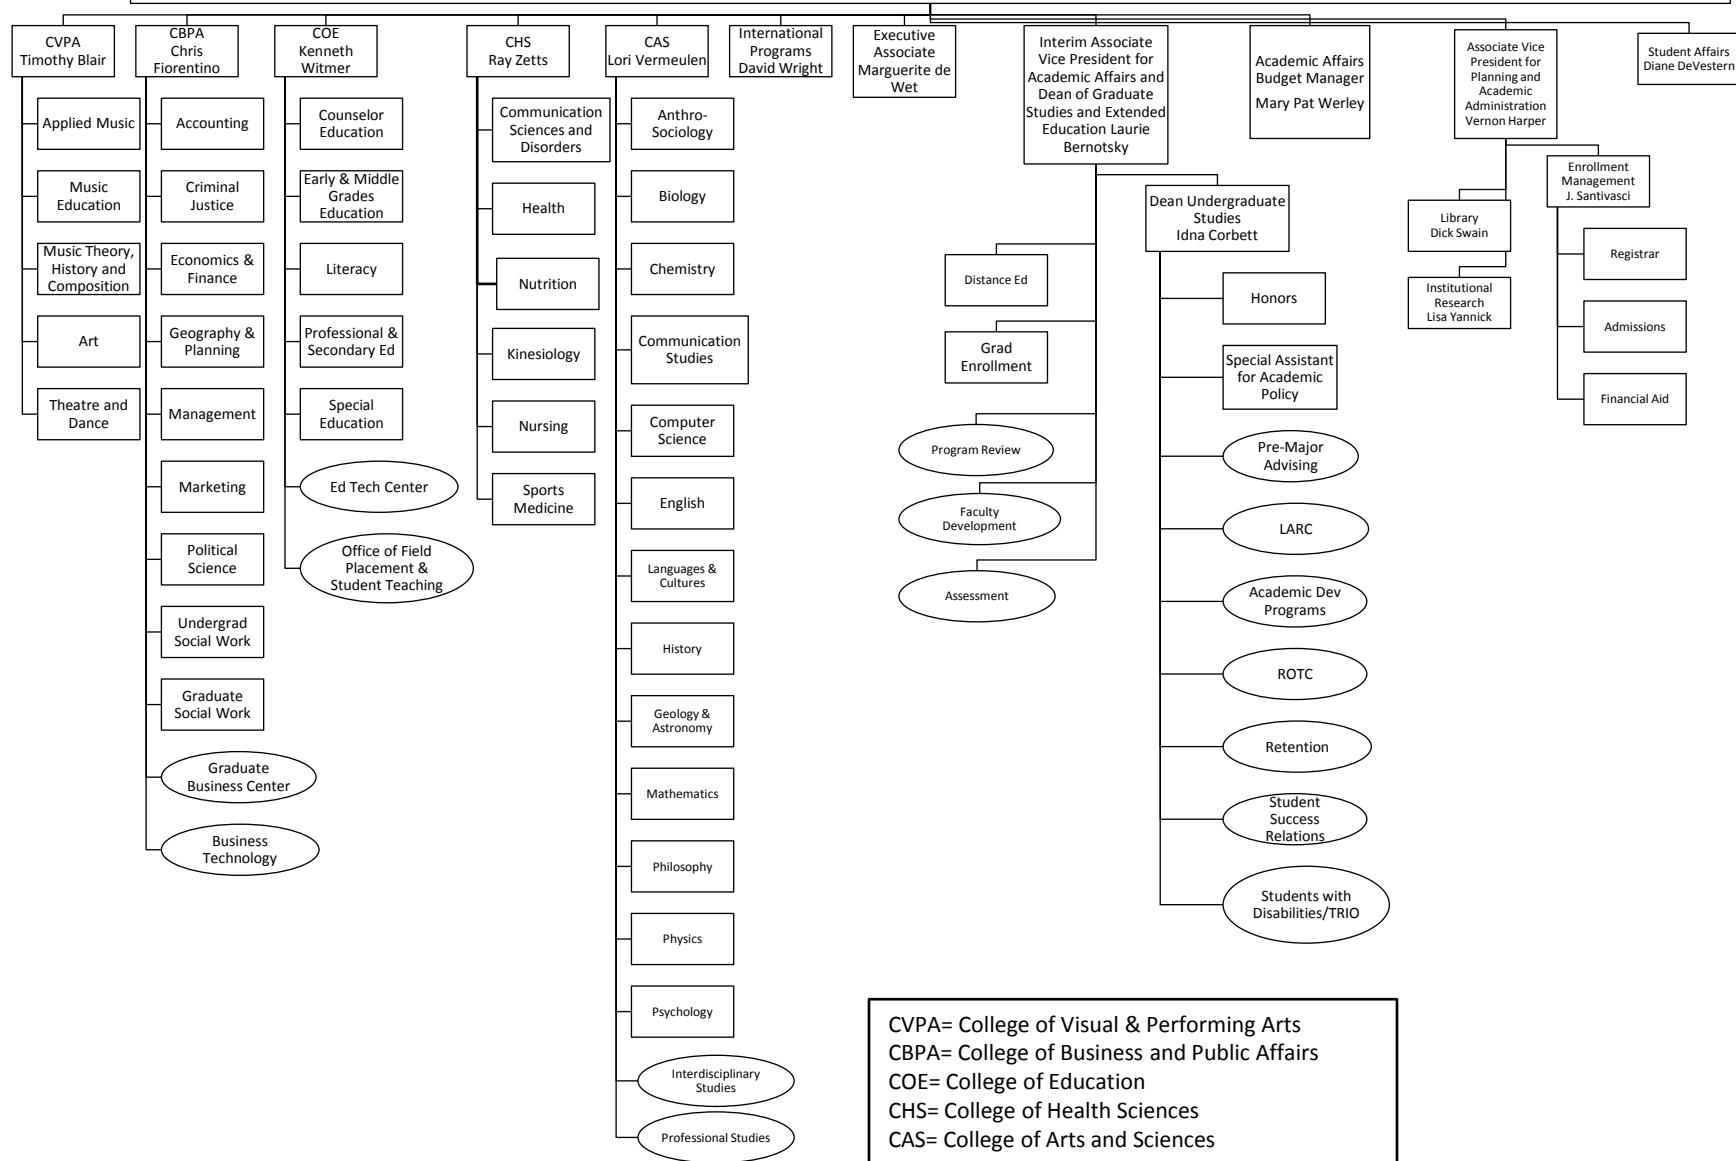 CVPA
Timothy Blair
Applied Music
Music
Education
Music Theory,
History and
Composition
Art
Theatre and
Dance
CBPA
Chris
Fiorentino
Accounting
Criminal
Justice
Economics &
Finance
Geography &
Planning
Management
Marketing
Political
Science
Undergrad
Social Work
Graduate
Social Work
Graduate
Business Center
Business
Technology
COE
Kenneth
Witmer
Counselor
Education
Early & Middle
Grades
Education
Literacy
Professional &
Secondary Ed
Special
Education
Ed Tech Center
Office of Field
Placement &
Student Teaching
CHS
Ray Zetts
Communication
Sciences and
Disorders
Health
Nutrition
Kinesiology
Nursing
Sports
Medicine
CAS
Lori Vermeulen
Anthro-
Sociology
Biology
Chemistry
Communication
Studies
Computer
Science
English
Languages &
Cultures
History
Geology &
Astronomy
Mathematics
Philosophy
Physics
Psychology
Interdisciplinary
Studies
Professional Studies
International
Programs
David Wright
Executive
Associate
Marguerite de
Wet
Interim Associate
Vice President for
Academic Affairs and
Dean of Graduate
Studies and Extended
Education Laurie
Bernotsky
Distance Ed
Grad
Enrollment
Program Review
Faculty
Development
Assessment
Dean Undergraduate
Studies
Idna Corbett
Honors
Special Assistant
for Academic
Policy
Pre-Major
Advising
LARC
Academic Dev
Programs
ROTC
Retention
Student
Success
Relations
Students with
Disabilities/TRIO
Academic Affairs
Budget Manager
Mary Pat Werley
Associate Vice
President for
Planning and
Academic
Administration
Vernon Harper
Library
Dick Swain
Institutional
Research
Lisa Yannick
Enrollment
Management
J. Santivasci
Registrar
Admissions
Financial Aid
Student Affairs
Diane DeVestern
CVPA= College of Visual & Performing Arts
CBPA= College of Business and Public Affairs
COE= College of Education
CHS= College of Health Sciences
CAS= College of Arts and Sciences